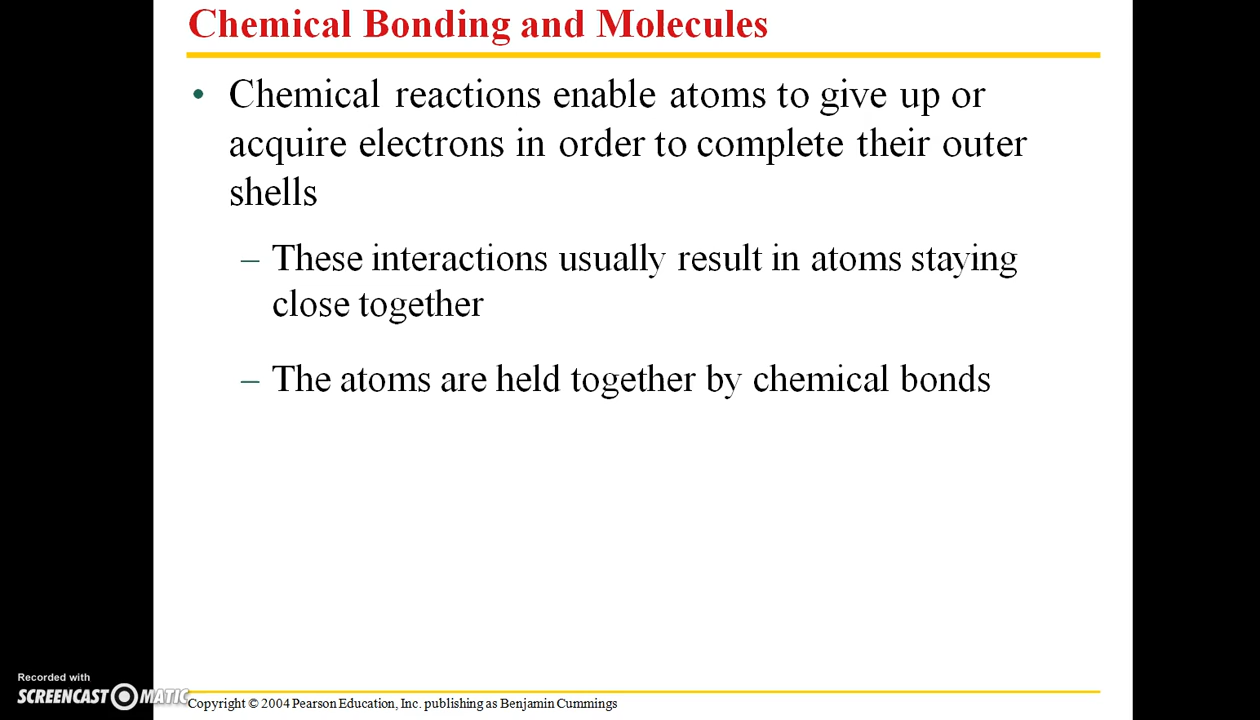 Chemical Bonding and Molecules
• Chemical reactions enable atoms to give up or
acquire electrons in order to complete their outer
shells
– These interactions usually result in atoms staying
close together
– The atoms are held together by chemical bonds
Recorded with
SCREENCAST MATIC
Copyright © 2004 Pearson Education, Inc. publishing as Benjamin Cummings